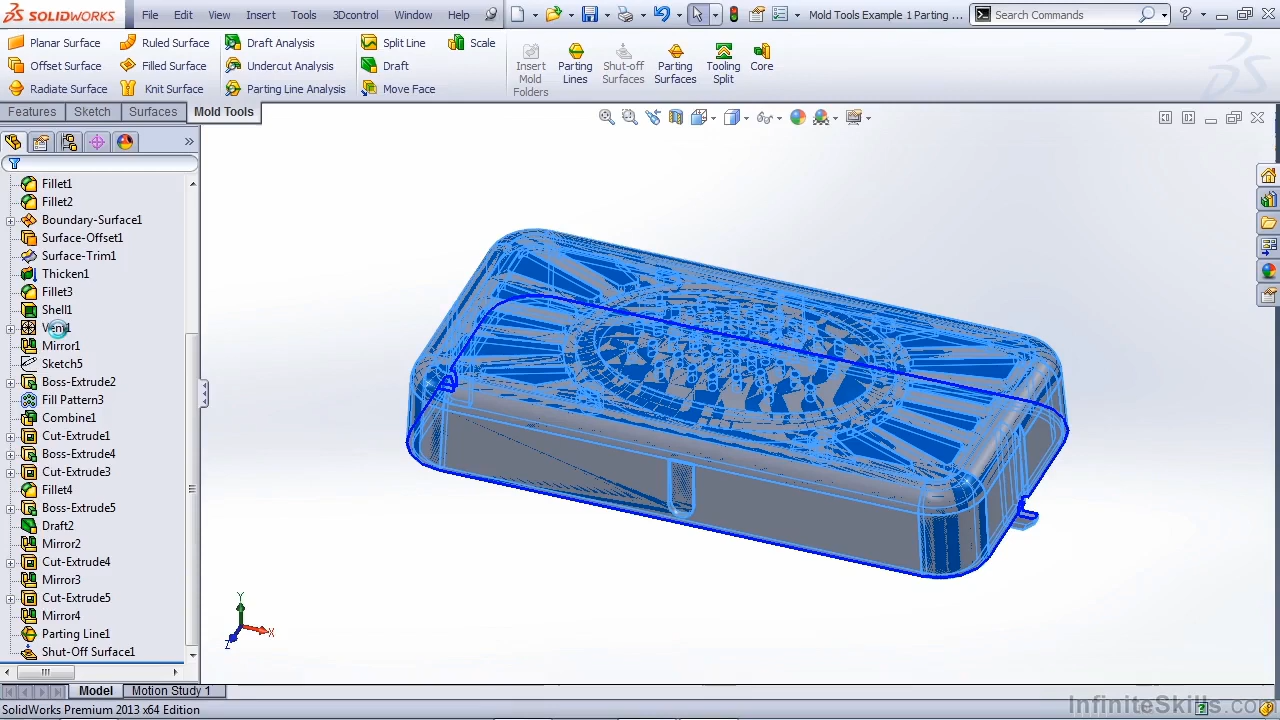 SOLIDWORKS File Edit View Insert Tools 3Dcontrol Window Help Mold Tools Example 1 Parting ... Search Commands
Planar Surface Ruled Surface Draft Analysis Split Line Scale
Offset Surface Filled Surface Undercut Analysis Draft
Radiate Surface Knit Surface Parting Line Analysis Move Face
Insert Mold Folders
Parting Lines
Shut-off Surfaces
Parting Surfaces
Tooling Split
Core
Features Sketch Surfaces Mold Tools
Fillet1
Fillet2
Boundary-Surface1
Surface-Offset1
Surface-Trim1
Thicken1
Fillet3
Shell1
Vent1
Mirror1
Sketch5
Boss-Extrude2
Fill Pattern3
Combine1
Cut-Extrude1
Boss-Extrude4
Cut-Extrude3
Fillet4
Boss-Extrude5
Draft2
Mirror2
Cut-Extrude4
Mirror3
Cut-Extrude5
Mirror4
Parting Line1
Shut-Off Surface1
Y
X
Z
Model Motion Study 1
SolidWorks Premium 2013 x64 Edition
InfiniteSkills.com